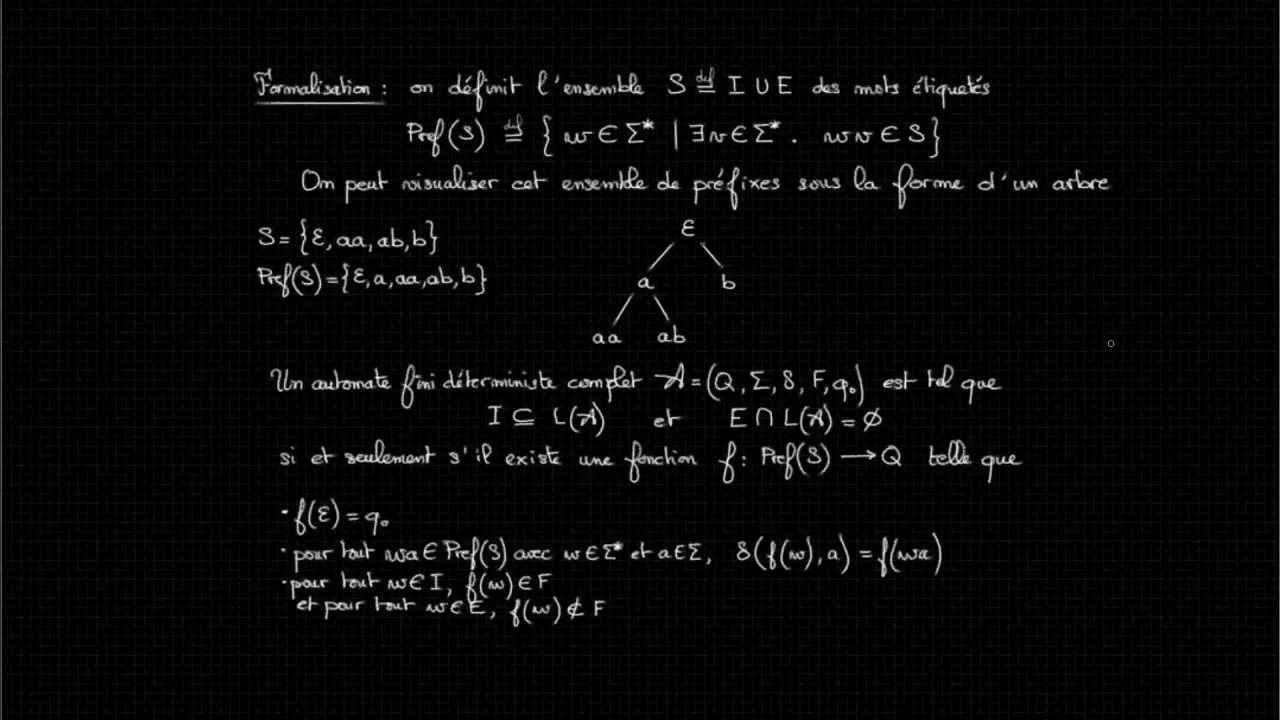 Formalisation : on définit l'ensemble S ≝ I ∪ E des mots étiquetés
Pref(S) ≝ { w ∈ Σ* | ∃v ∈ Σ*. wv ∈ S }
On peut visualiser cet ensemble de préfixes sous la forme d'un arbre
S = {ε, aa, ab, b}
Pref(S) = {ε, a, aa, ab, b}
ε
a b
aa ab
Un automate fini déterministe complet A = (Q, Σ, δ, F, q₀) est tel que
I ⊆ L(A) et E ∩ L(A) = ∅
si et seulement s'il existe une fonction f : Pref(S) → Q telle que
· f(ε) = q₀
· pour tout wa ∈ Pref(S) avec w ∈ Σ* et a ∈ Σ, δ(f(w), a) = f(wa)
· pour tout w ∈ I, f(w) ∈ F
et pour tout w ∈ E, f(w) ∉ F